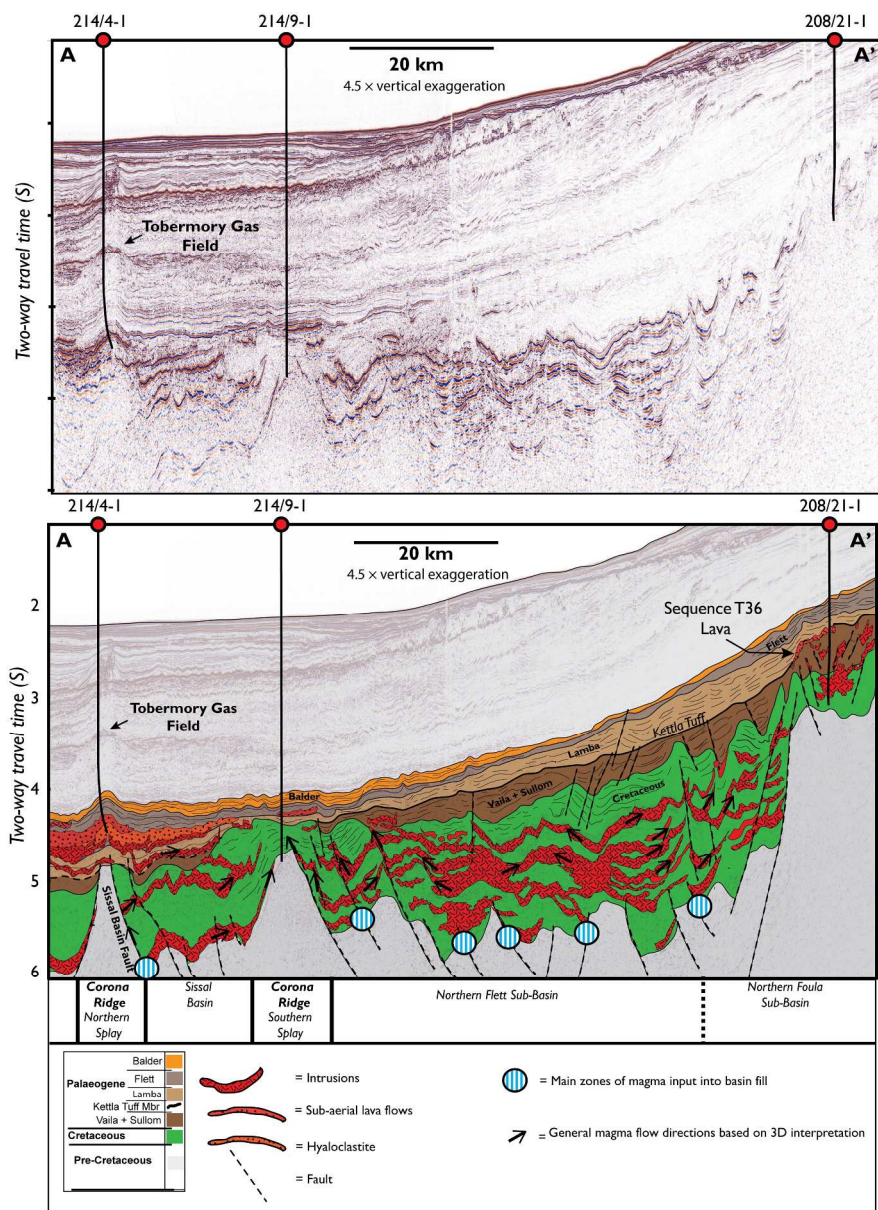 214/4-1
214/9-1
208/21-1
A
A'
20 km
4.5 × vertical exaggeration
Two-way travel time (S)
Tobermory Gas
Field
214/4-1
214/9-1
208/21-1
A
A'
20 km
4.5 × vertical exaggeration
2
3
4
5
6
Two-way travel time (S)
Sequence T36
Lava
Tobermory Gas
Field
Flett
Kettla Tuff
Lamba
Balder
Vaila + Sullom
Cretaceous
Sissal Basin Fault
Corona
Ridge
Northern
Splay
Sissal
Basin
Corona
Ridge
Southern
Splay
Northern Flett Sub-Basin
Northern Foula
Sub-Basin
Balder
Palaeogene
Flett
Lamba
Kettla Tuff Mbr
Vaila + Sullom
Cretaceous
Pre-Cretaceous
= Intrusions
= Sub-aerial lava flows
= Hyaloclastite
= Fault
= Main zones of magma input into basin fill
= General magma flow directions based on 3D interpretation